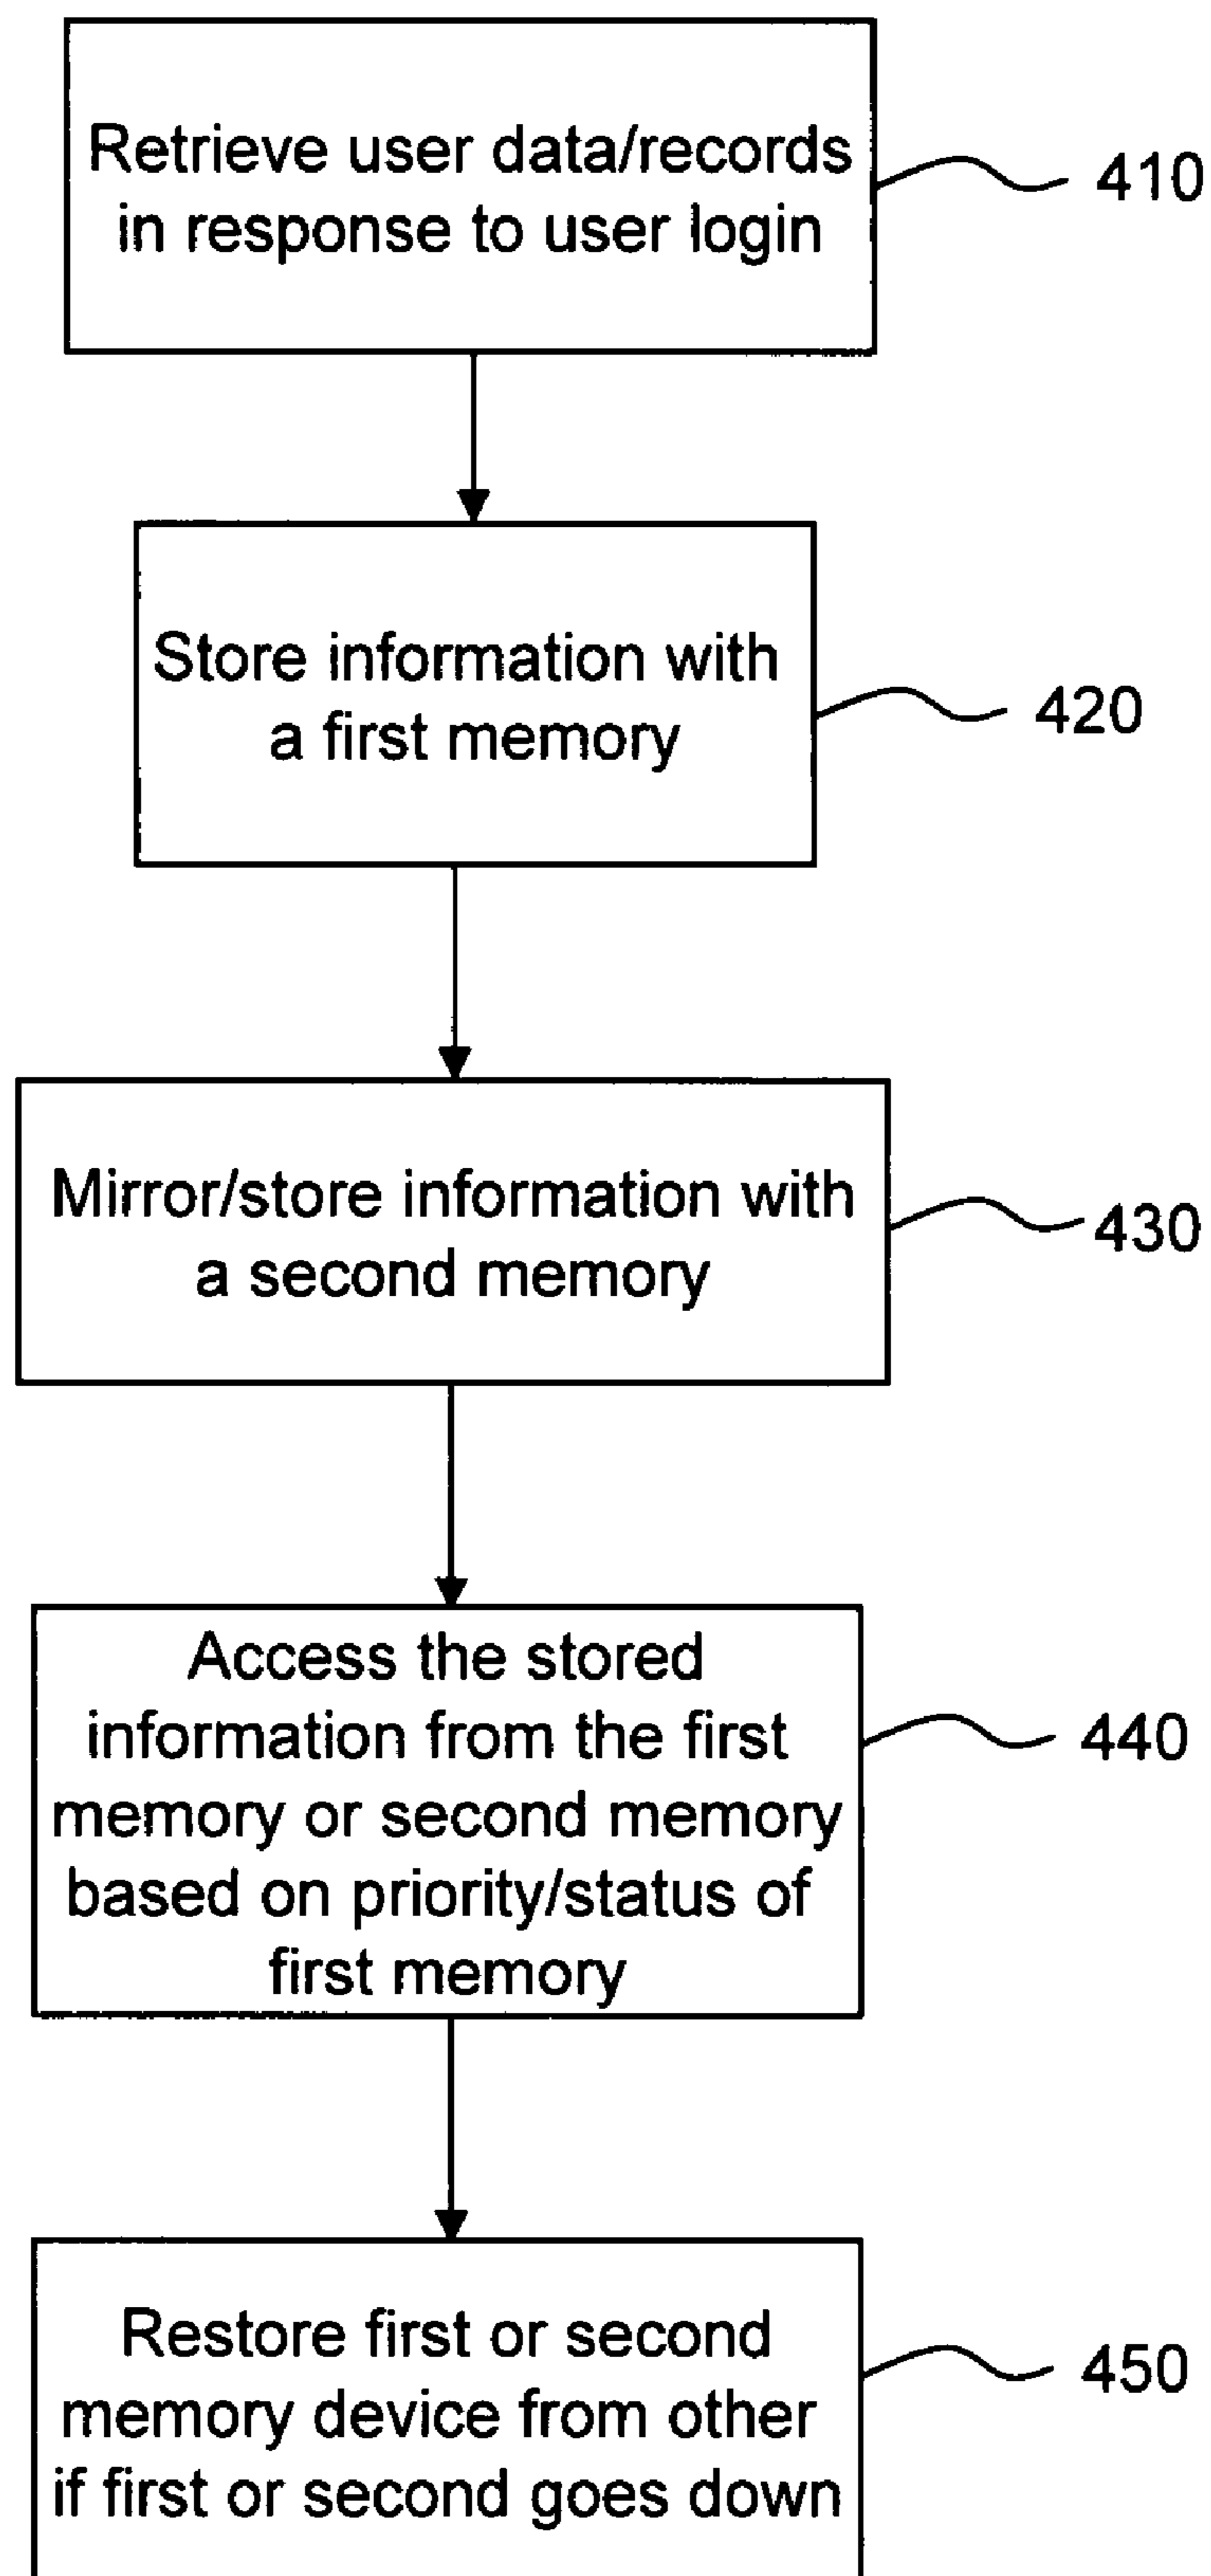 Retrieve user data/records
in response to user login
410
Store information with
a first memory
420
Mirror/store information with
a second memory
430
Access the stored
information from the first
memory or second memory
based on priority/status of
first memory
440
Restore first or second
memory device from other
if first or second goes down
450